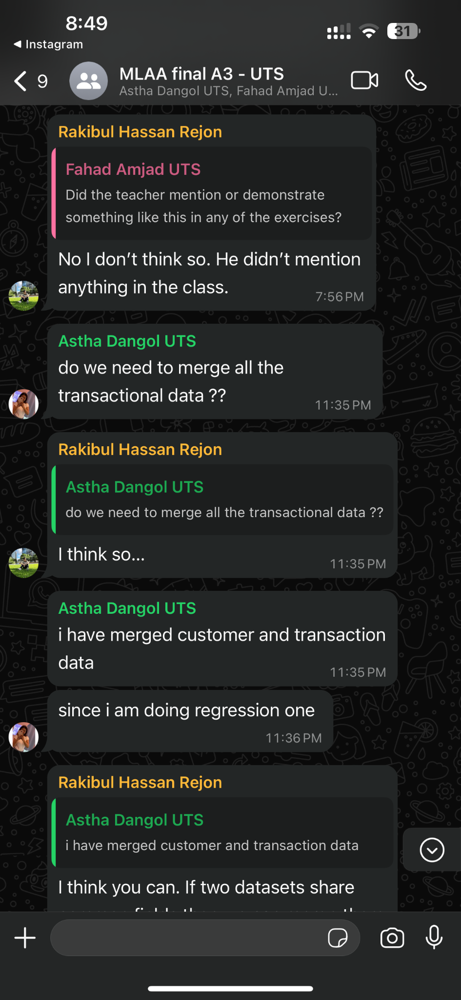 8:49
31
◀ Instagram
9
MLAA final A3 - UTS
Astha Dangol UTS, Fahad Amjad U...
Rakibul Hassan Rejon
Fahad Amjad UTS
Did the teacher mention or demonstrate
something like this in any of the exercises?
No I don’t think so. He didn’t mention
anything in the class.
7:56 PM
Astha Dangol UTS
do we need to merge all the
transactional data ??
11:35 PM
Rakibul Hassan Rejon
Astha Dangol UTS
do we need to merge all the transactional data ??
I think so...
11:35 PM
Astha Dangol UTS
i have merged customer and transaction
data
11:35 PM
since i am doing regression one
11:36 PM
Rakibul Hassan Rejon
Astha Dangol UTS
i have merged customer and transaction data
I think you can. If two datasets share